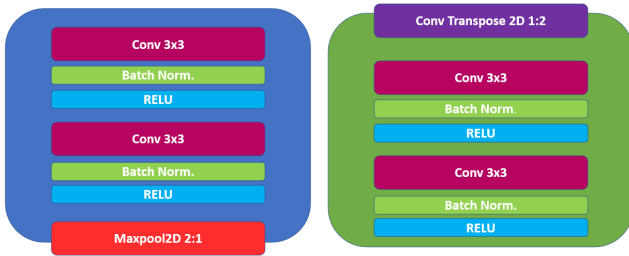 Conv 3x3
Batch Norm.
RELU
Conv 3x3
Batch Norm.
RELU
Maxpool2D 2:1
Conv Transpose 2D 1:2
Conv 3x3
Batch Norm.
RELU
Conv 3x3
Batch Norm.
RELU